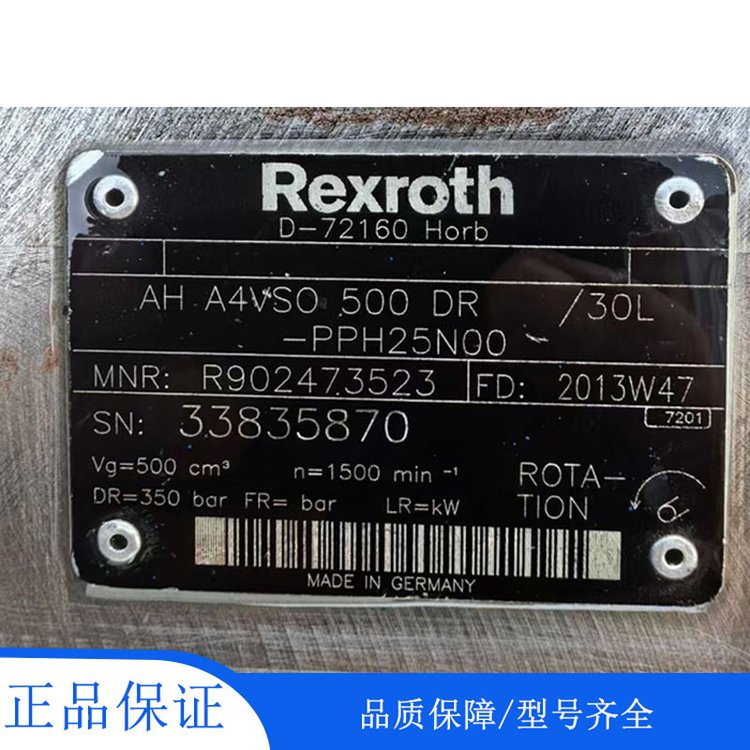 Rexroth
D-72160 Horb
AH A4VSO 500 DR /30L
-PPH25N00 -
MNR: R902473523 FD: 2013W47
SN: 33835870 7201
Vg=500 cm³ n=1500 min⁻¹ ROTA-
DR=350 bar FR= bar LR=kW TION
MADE IN GERMANY
正品保证
品质保障/型号齐全